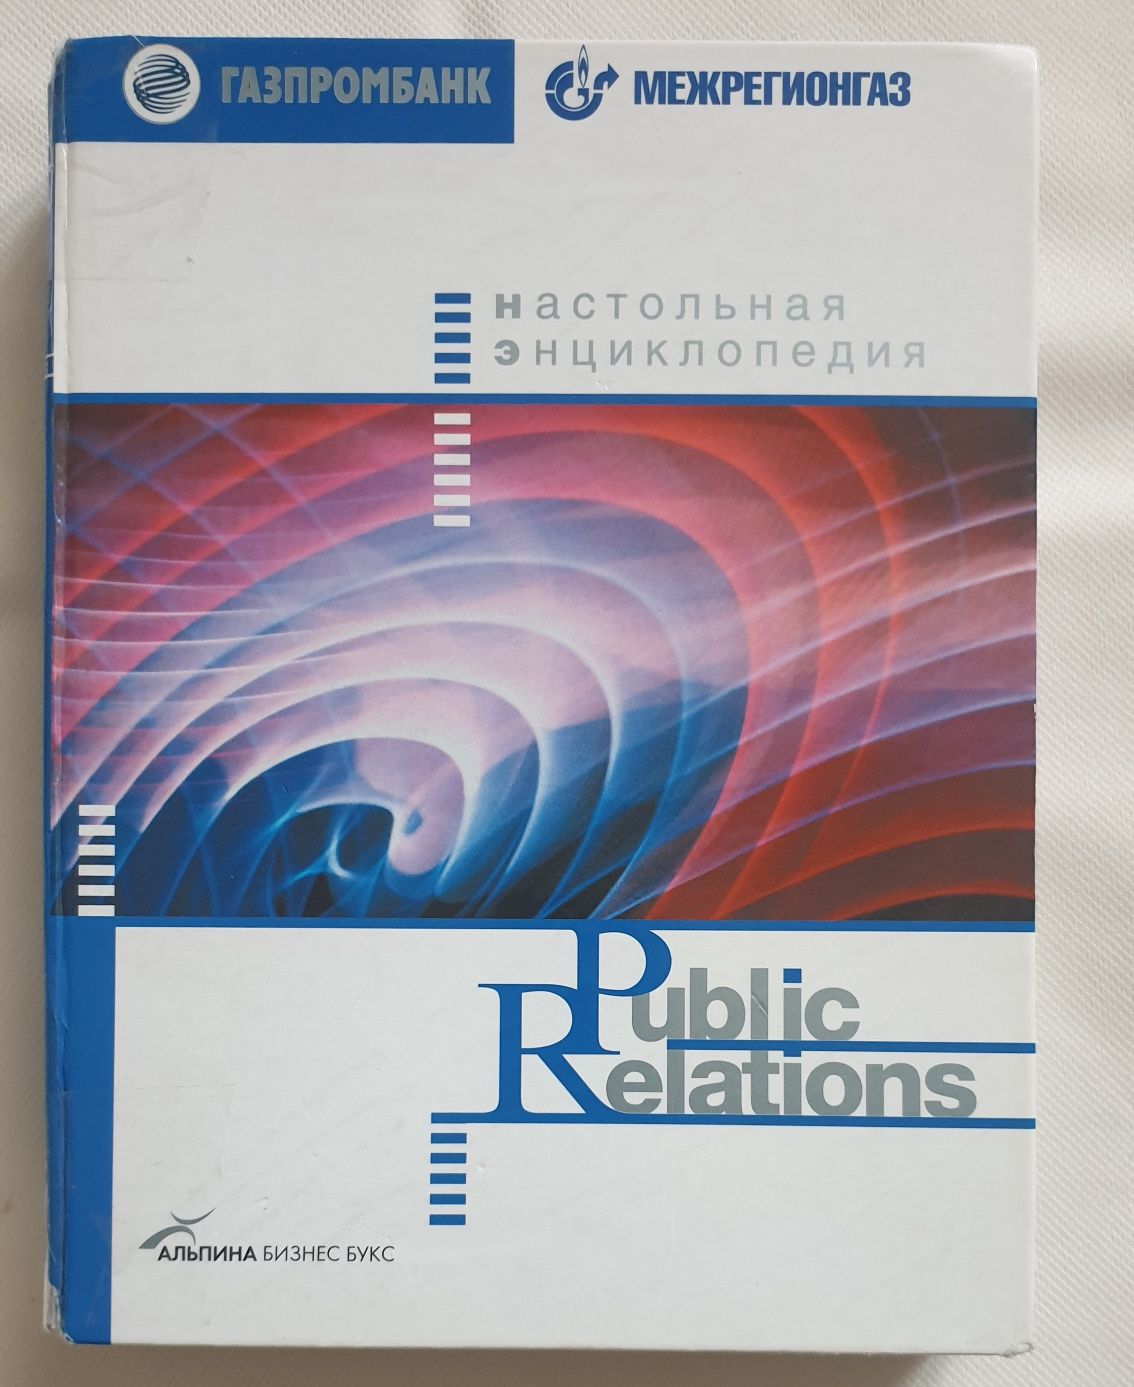 ГАЗПРОМБАНК МЕЖРЕГИОНГАЗ
настольная
энциклопедия
Public
Relations
АЛЬПИНА БИЗНЕС БУКС